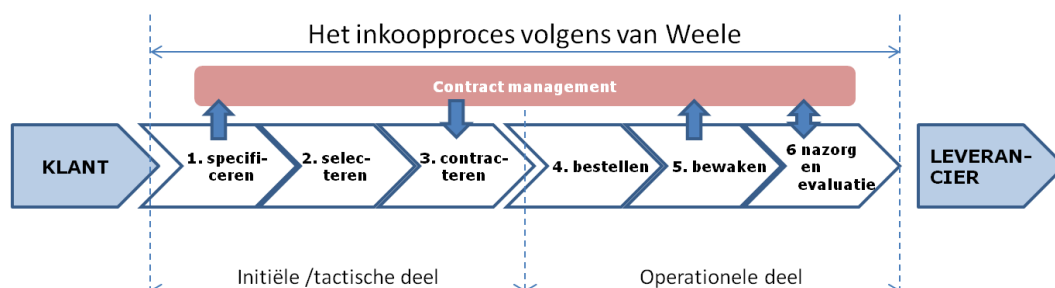 Het inkoopproces volgens van Weele
Contract management
KLANT
1. specifi-
ceren
2. selec-
teren
3. contrac-
teren
4. bestellen
5. bewaken
6 nazorg
en
evaluatie
LEVERAN-
CIER
Initiële /tactische deel
Operationele deel